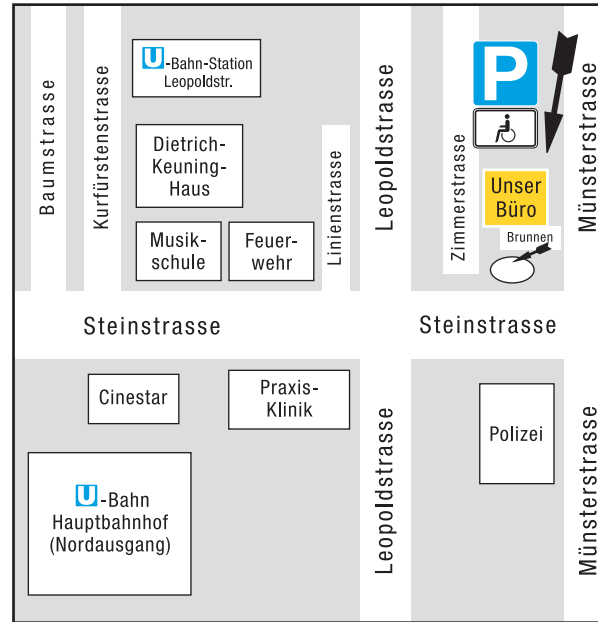 Baumstrasse
Kurfürstenstrasse
U-Bahn-Station
Leopoldstr.
Dietrich-
Keuning-
Haus
Musik-
schule
Feuer-
wehr
Linienstrasse
Leopoldstrasse
Zimmerstrasse
P
Unser
Büro
Brunnen
Münsterstrasse
Steinstrasse
Steinstrasse
Cinestar
Praxis-
Klinik
U-Bahn
Hauptbahnhof
(Nordausgang)
Leopoldstrasse
Polizei
Münsterstrasse